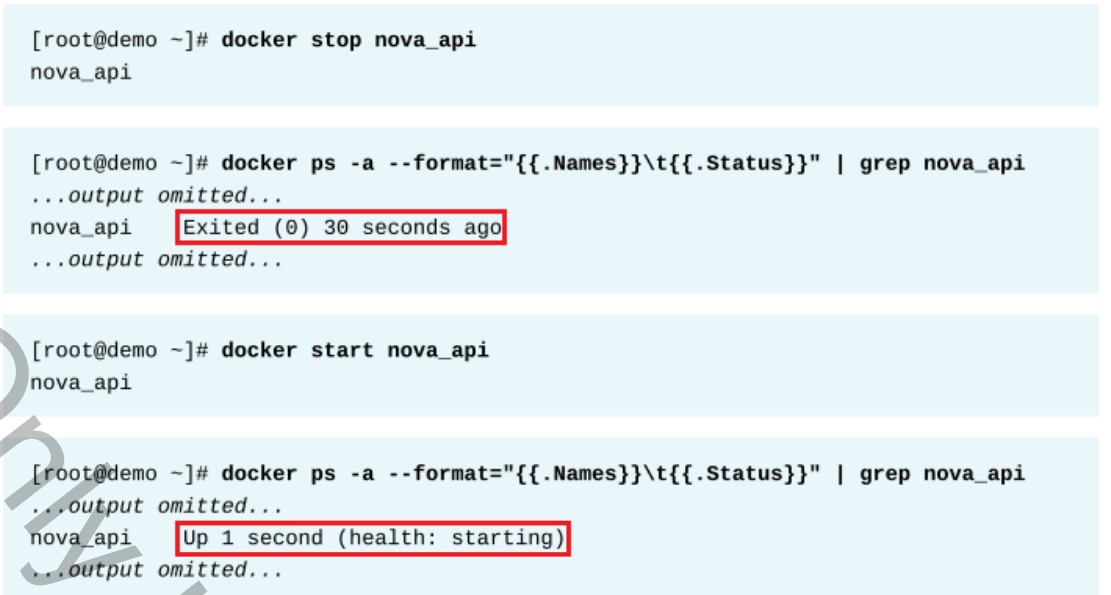 [root@demo ~]# docker stop nova_api
nova_api
[root@demo ~]# docker ps -a --format="{{.Names}}\t{{.Status}}" | grep nova_api
...output omitted...
nova_api    Exited (0) 30 seconds ago
...output omitted...
[root@demo ~]# docker start nova_api
nova_api
[root@demo ~]# docker ps -a --format="{{.Names}}\t{{.Status}}" | grep nova_api
...output omitted...
nova_api    Up 1 second (health: starting)
...output omitted...
Only